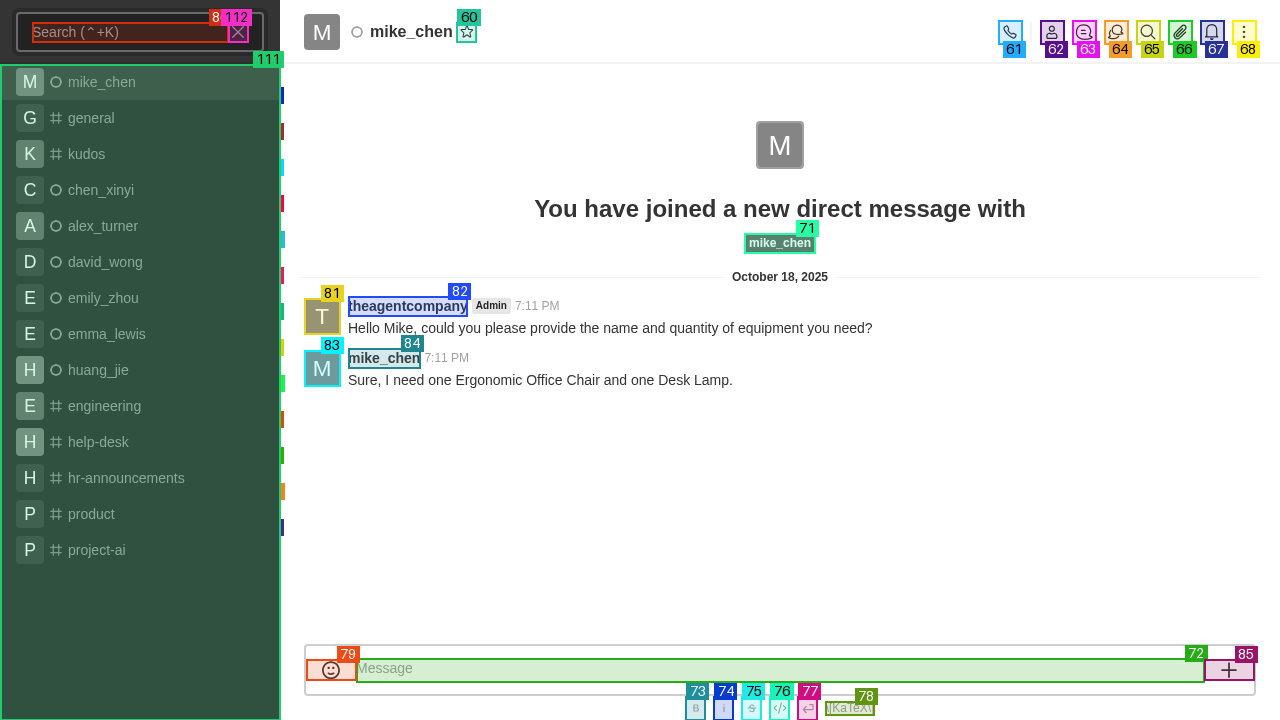 Search (⌃+K)
8
112
111
M mike_chen
G general
K kudos
C chen_xinyi
A alex_turner
D david_wong
E emily_zhou
E emma_lewis
H huang_jie
E engineering
H help-desk
H hr-announcements
P product
P project-ai
M mike_chen
60
61 62 63 64 65 66 67 68
M
You have joined a new direct message with
71
mike_chen
October 18, 2025
81 82
T theagentcompany Admin 7:11 PM
Hello Mike, could you please provide the name and quantity of equipment you need?
83 84
M mike_chen 7:11 PM
Sure, I need one Ergonomic Office Chair and one Desk Lamp.
79 72 85
Message
73 74 75 76 77 78
B i S </> \[KaTeX\]